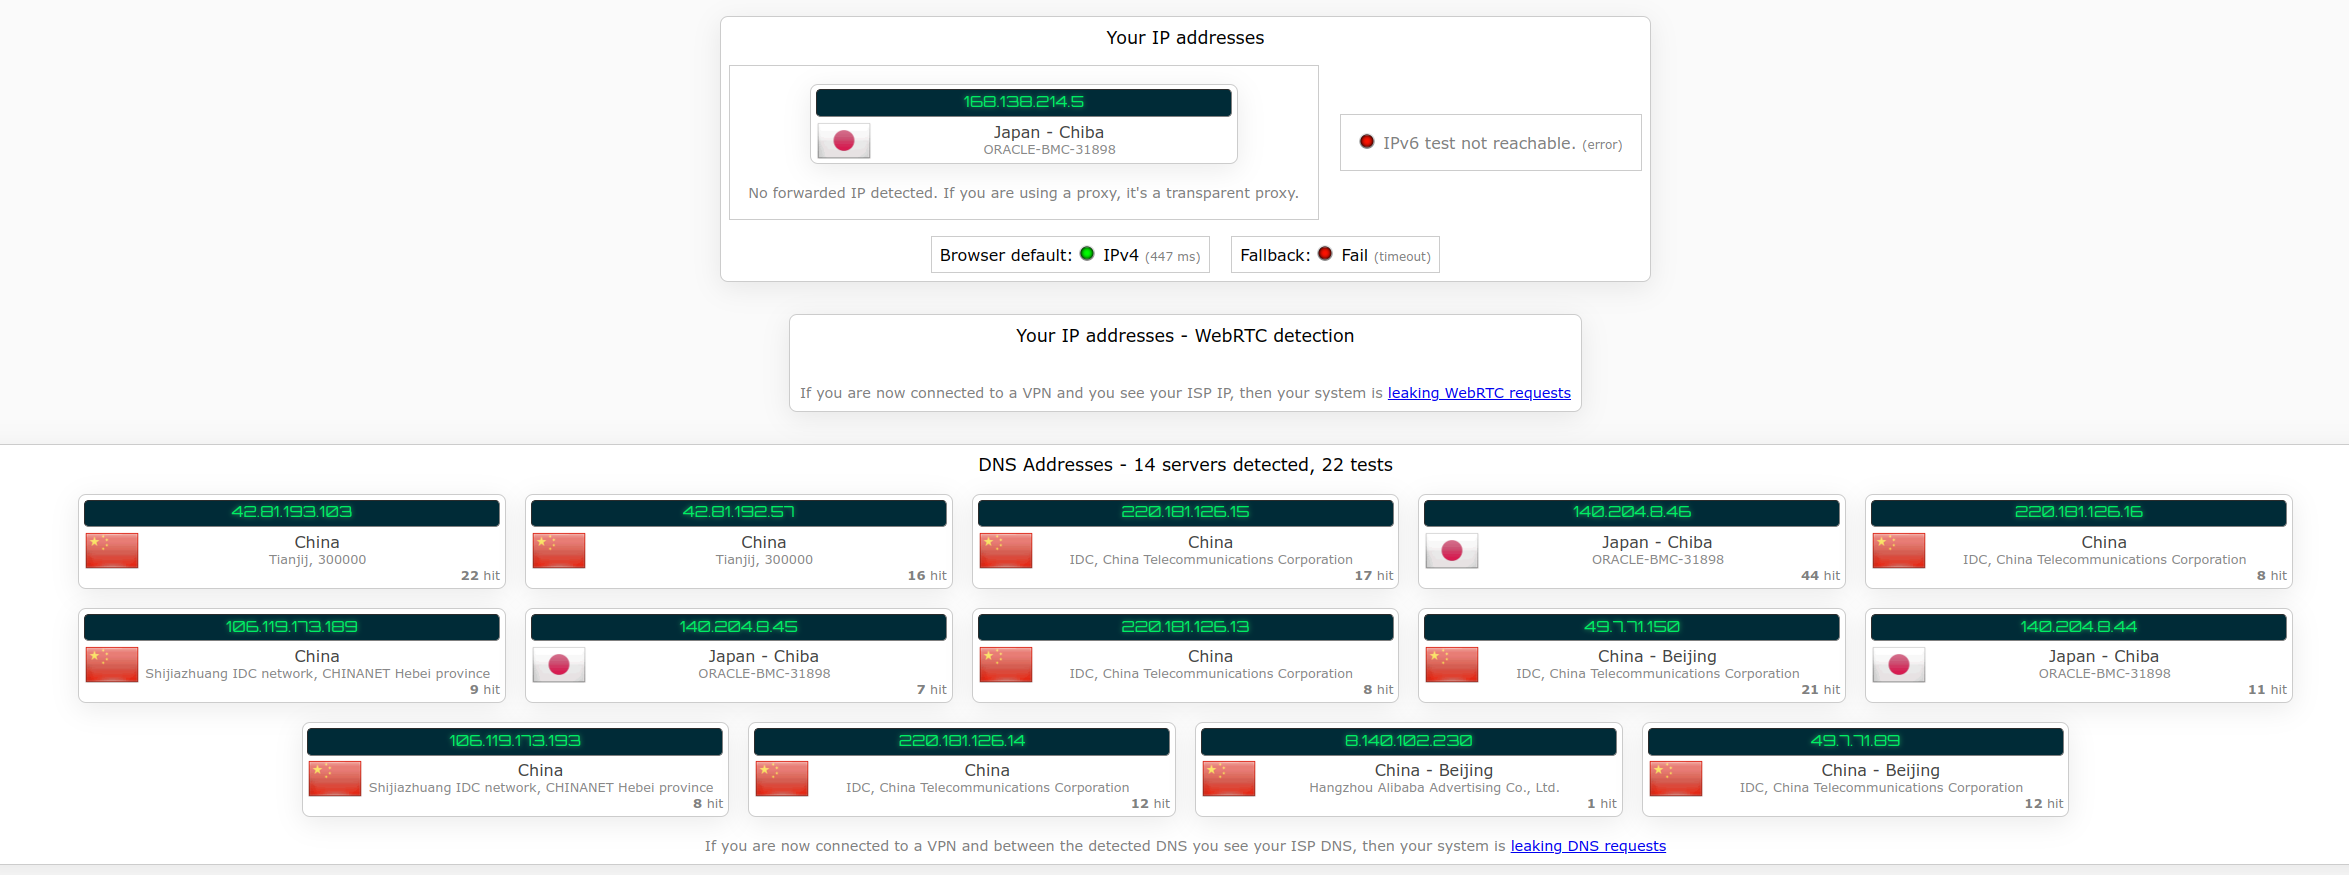 Your IP addresses
168.138.214.5
Japan - Chiba
ORACLE-BMC-31898
No forwarded IP detected. If you are using a proxy, it's a transparent proxy.
IPv6 test not reachable. (error)
Browser default: IPv4 (447 ms)
Fallback: Fail (timeout)
Your IP addresses - WebRTC detection
If you are now connected to a VPN and you see your ISP IP, then your system is leaking WebRTC requests
DNS Addresses - 14 servers detected, 22 tests
42.81.193.103
China
Tianjij, 300000
22 hit
42.81.192.57
China
Tianjij, 300000
16 hit
220.181.126.15
China
IDC, China Telecommunications Corporation
17 hit
140.204.8.46
Japan - Chiba
ORACLE-BMC-31898
44 hit
220.181.126.16
China
IDC, China Telecommunications Corporation
8 hit
106.119.173.189
China
Shijiazhuang IDC network, CHINANET Hebei province
9 hit
140.204.8.45
Japan - Chiba
ORACLE-BMC-31898
7 hit
220.181.126.13
China
IDC, China Telecommunications Corporation
8 hit
49.7.71.150
China - Beijing
IDC, China Telecommunications Corporation
21 hit
140.204.8.44
Japan - Chiba
ORACLE-BMC-31898
11 hit
106.119.173.193
China
Shijiazhuang IDC network, CHINANET Hebei province
8 hit
220.181.126.14
China
IDC, China Telecommunications Corporation
12 hit
8.140.102.230
China - Beijing
Hangzhou Alibaba Advertising Co., Ltd.
1 hit
49.7.71.89
China - Beijing
IDC, China Telecommunications Corporation
12 hit
If you are now connected to a VPN and between the detected DNS you see your ISP DNS, then your system is leaking DNS requests